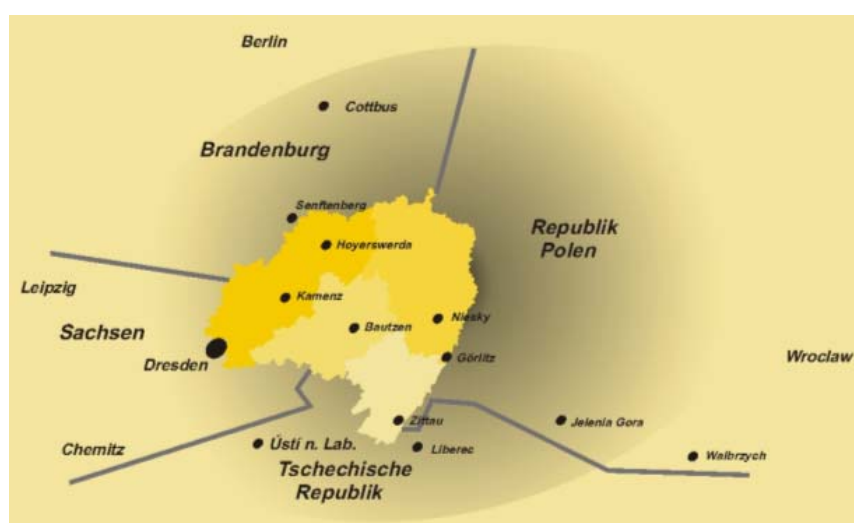 Berlin
Cottbus
Brandenburg
Senftenberg
Republik
Polen
Hoyerswerda
Leipzig
Kamenz
Niesky
Sachsen
Bautzen
Dresden
Görlitz
Wroclaw
Zittau
Jelenia Gora
Chemitz
Ústí n. Lab.
Liberec
Walbrzych
Tschechische
Republik